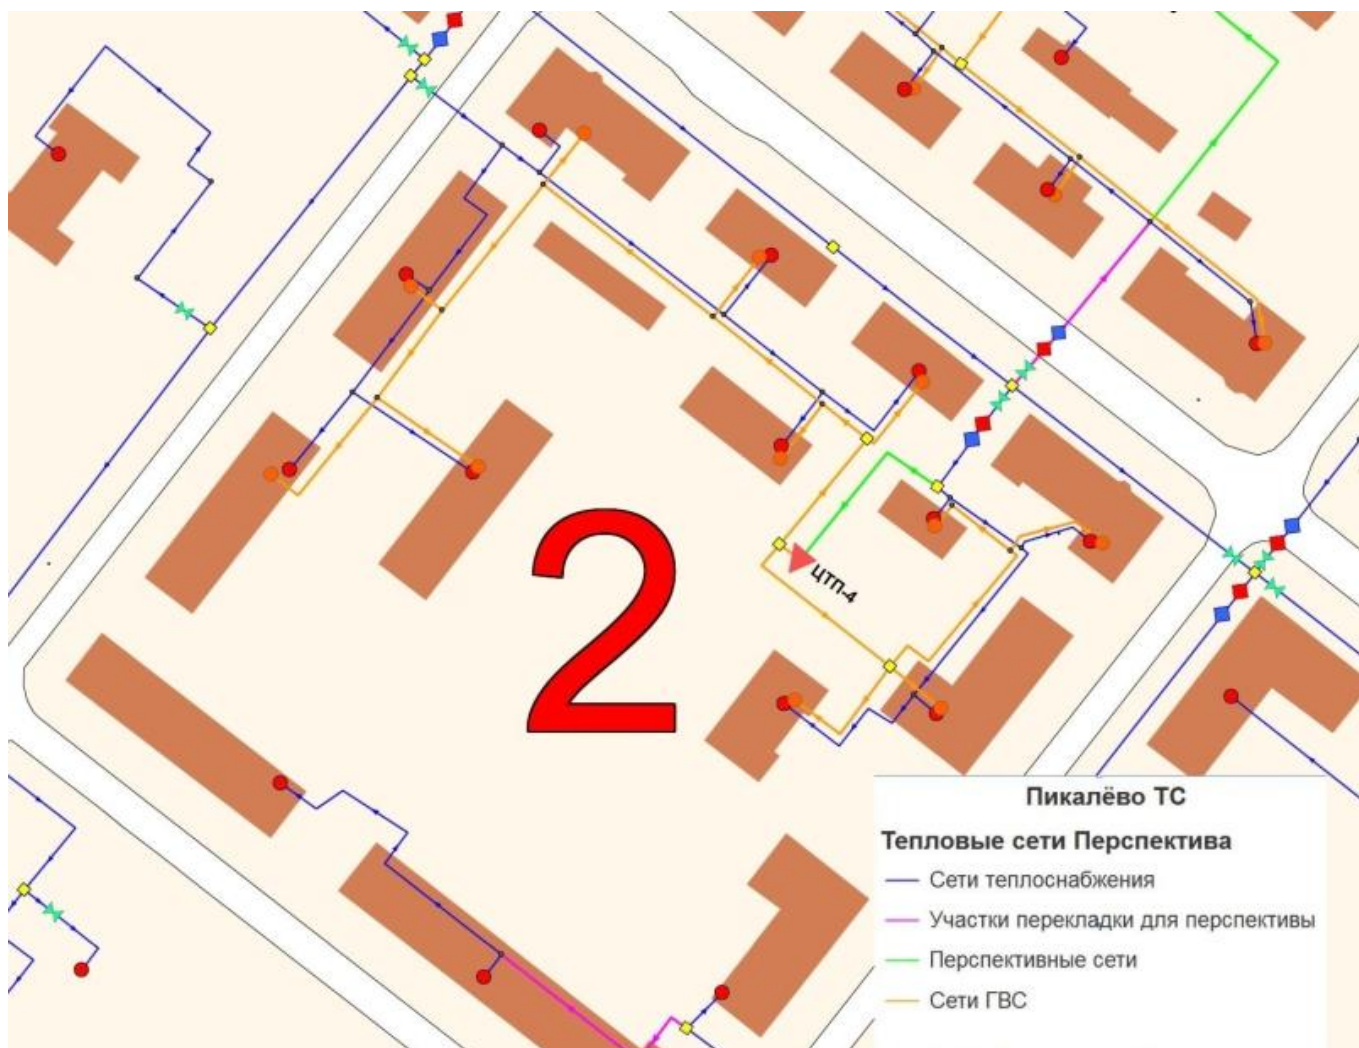 2
ЦТП-4
Пикалёво ТС
Тепловые сети Перспектива
Сети теплоснабжения
Участки перекладки для перспективы
Перспективные сети
Сети ГВС